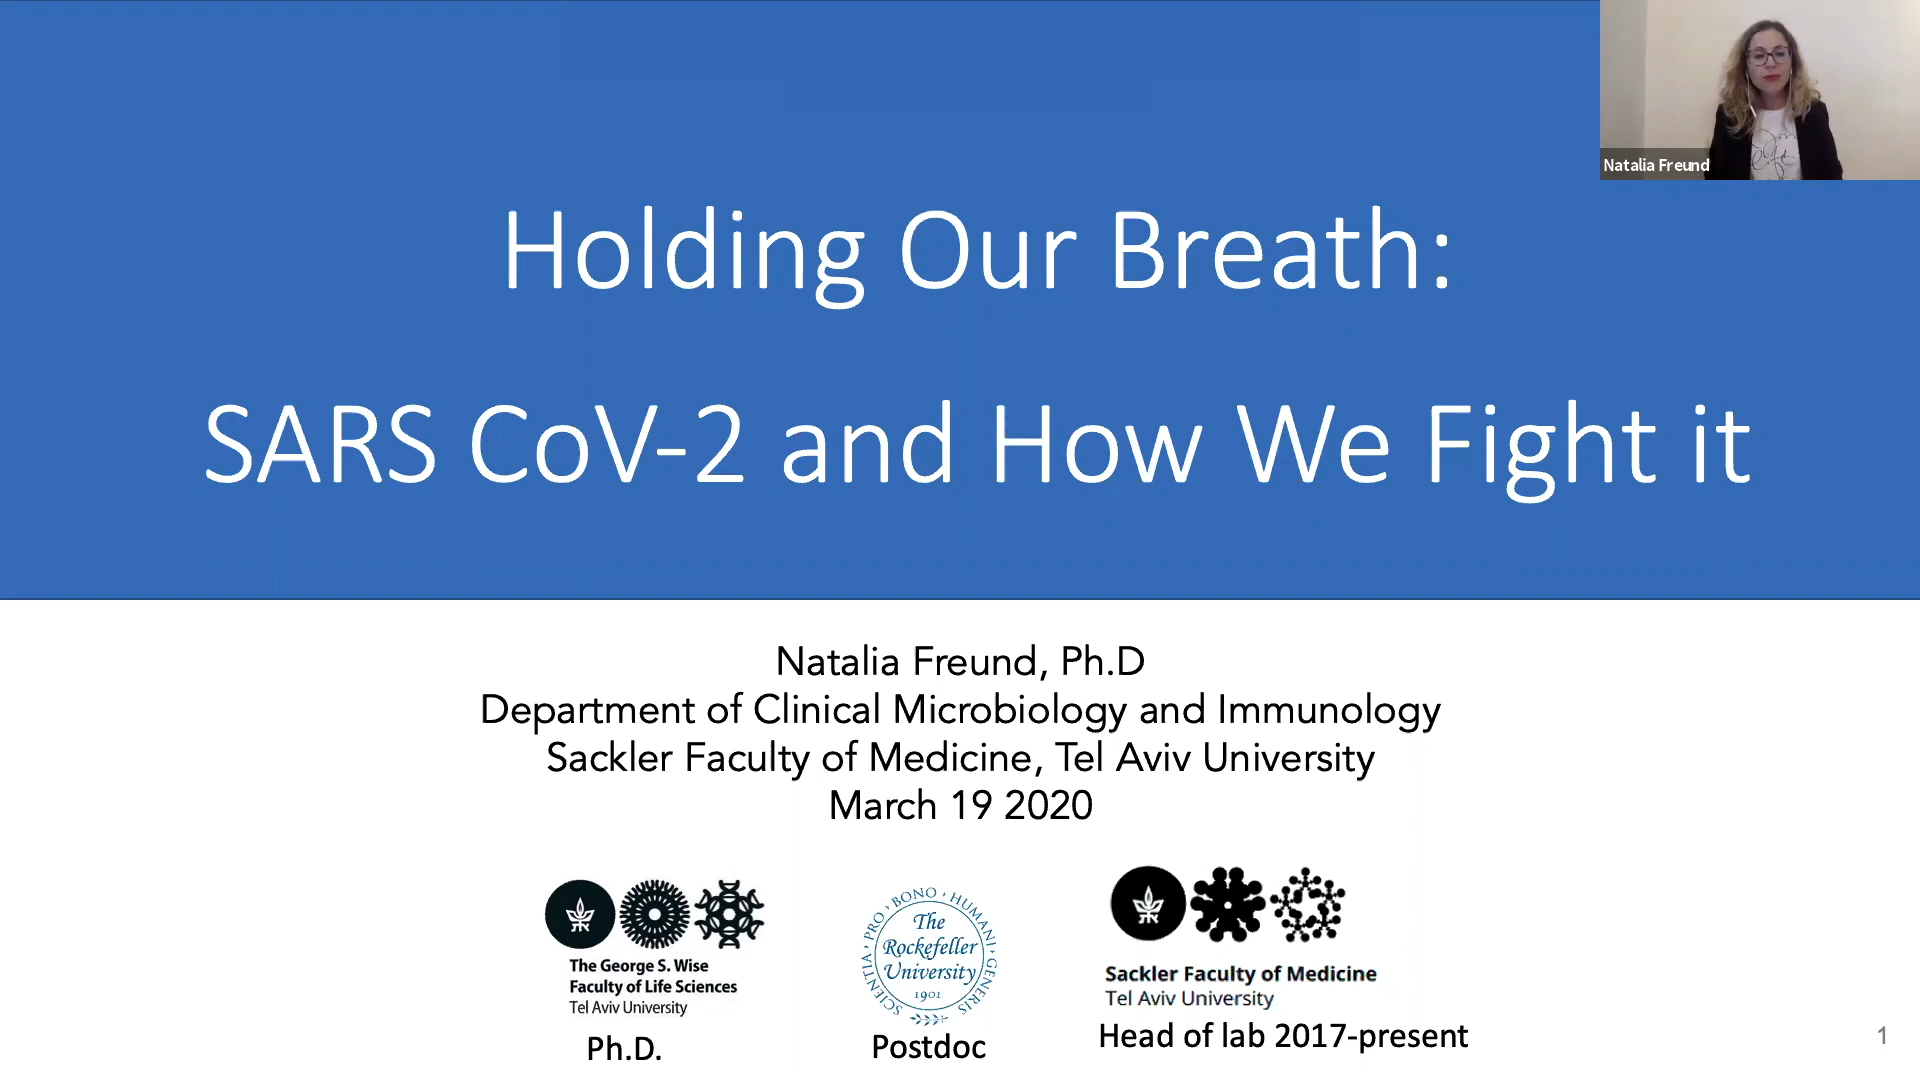 Natalia Freund
Holding Our Breath:
SARS CoV-2 and How We Fight it
Natalia Freund, Ph.D
Department of Clinical Microbiology and Immunology
Sackler Faculty of Medicine, Tel Aviv University
March 19 2020
The George S. Wise
Faculty of Life Sciences
Tel Aviv University
Ph.D.
SCIENTIA · PRO · BONO · HUMANI · GENERIS
The
Rockefeller
University
1901
Postdoc
Sackler Faculty of Medicine
Tel Aviv University
Head of lab 2017-present
1